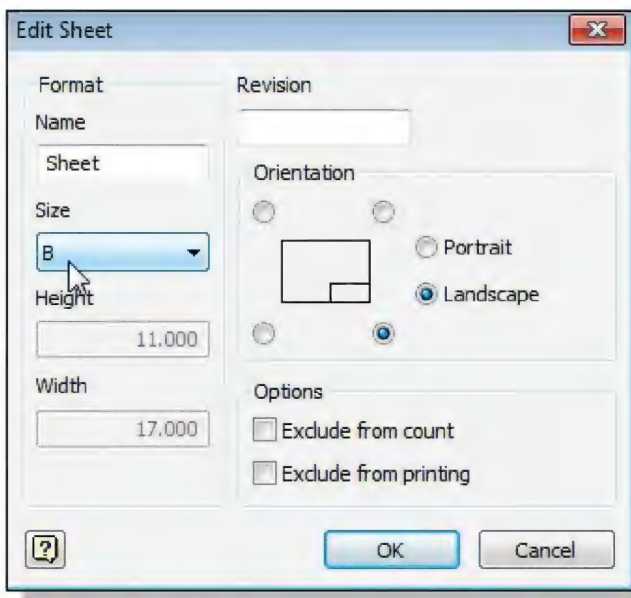 Edit Sheet
Format
Name
Sheet
Size
B
Height
11.000
Width
17.000
Revision
Orientation
Portrait
Landscape
Options
Exclude from count
Exclude from printing
?
OK
Cancel